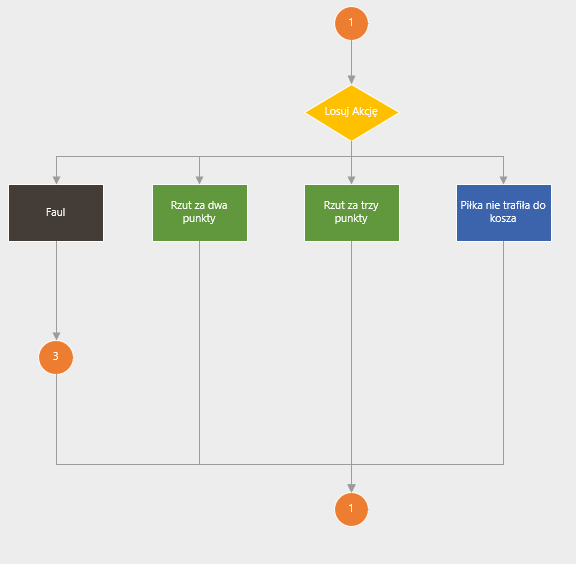 1
Losuj Akcję
Faul
Rzut za dwa
punkty
Rzut za trzy
punkty
Piłka nie trafiła do
kosza
3
1